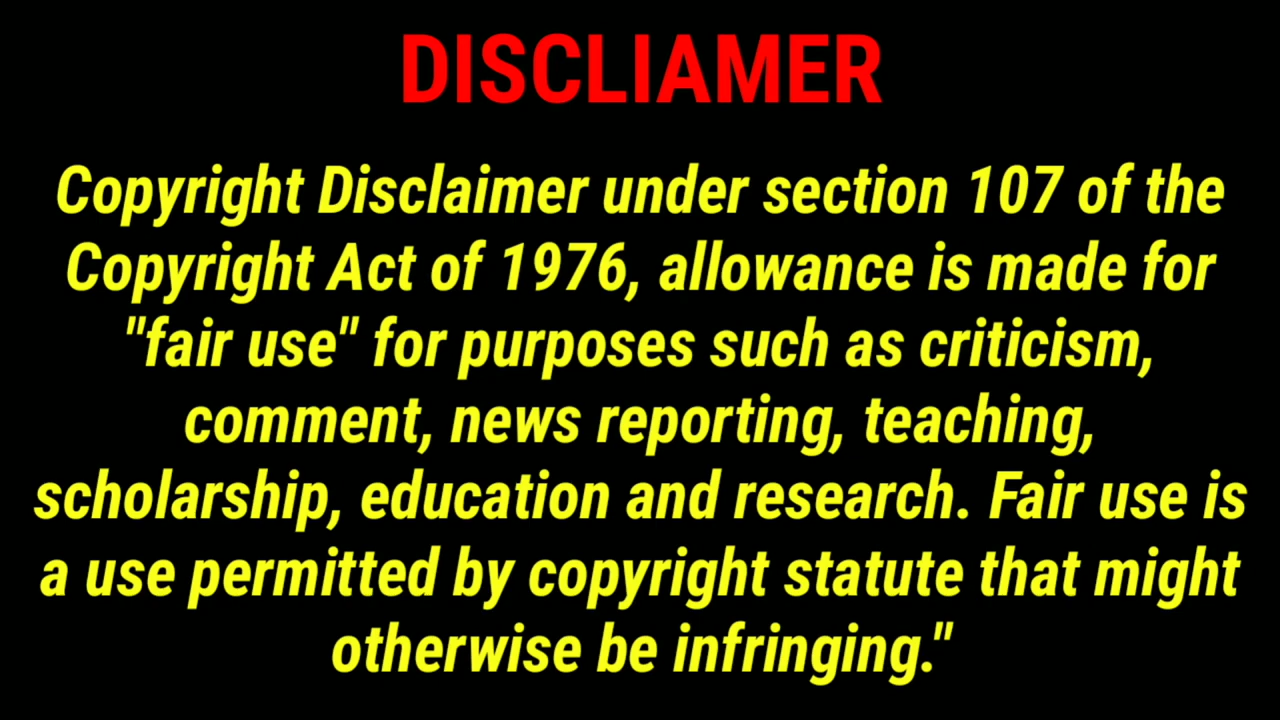 DISCLIAMER
Copyright Disclaimer under section 107 of the
Copyright Act of 1976, allowance is made for
"fair use" for purposes such as criticism,
comment, news reporting, teaching,
scholarship, education and research. Fair use is
a use permitted by copyright statute that might
otherwise be infringing."